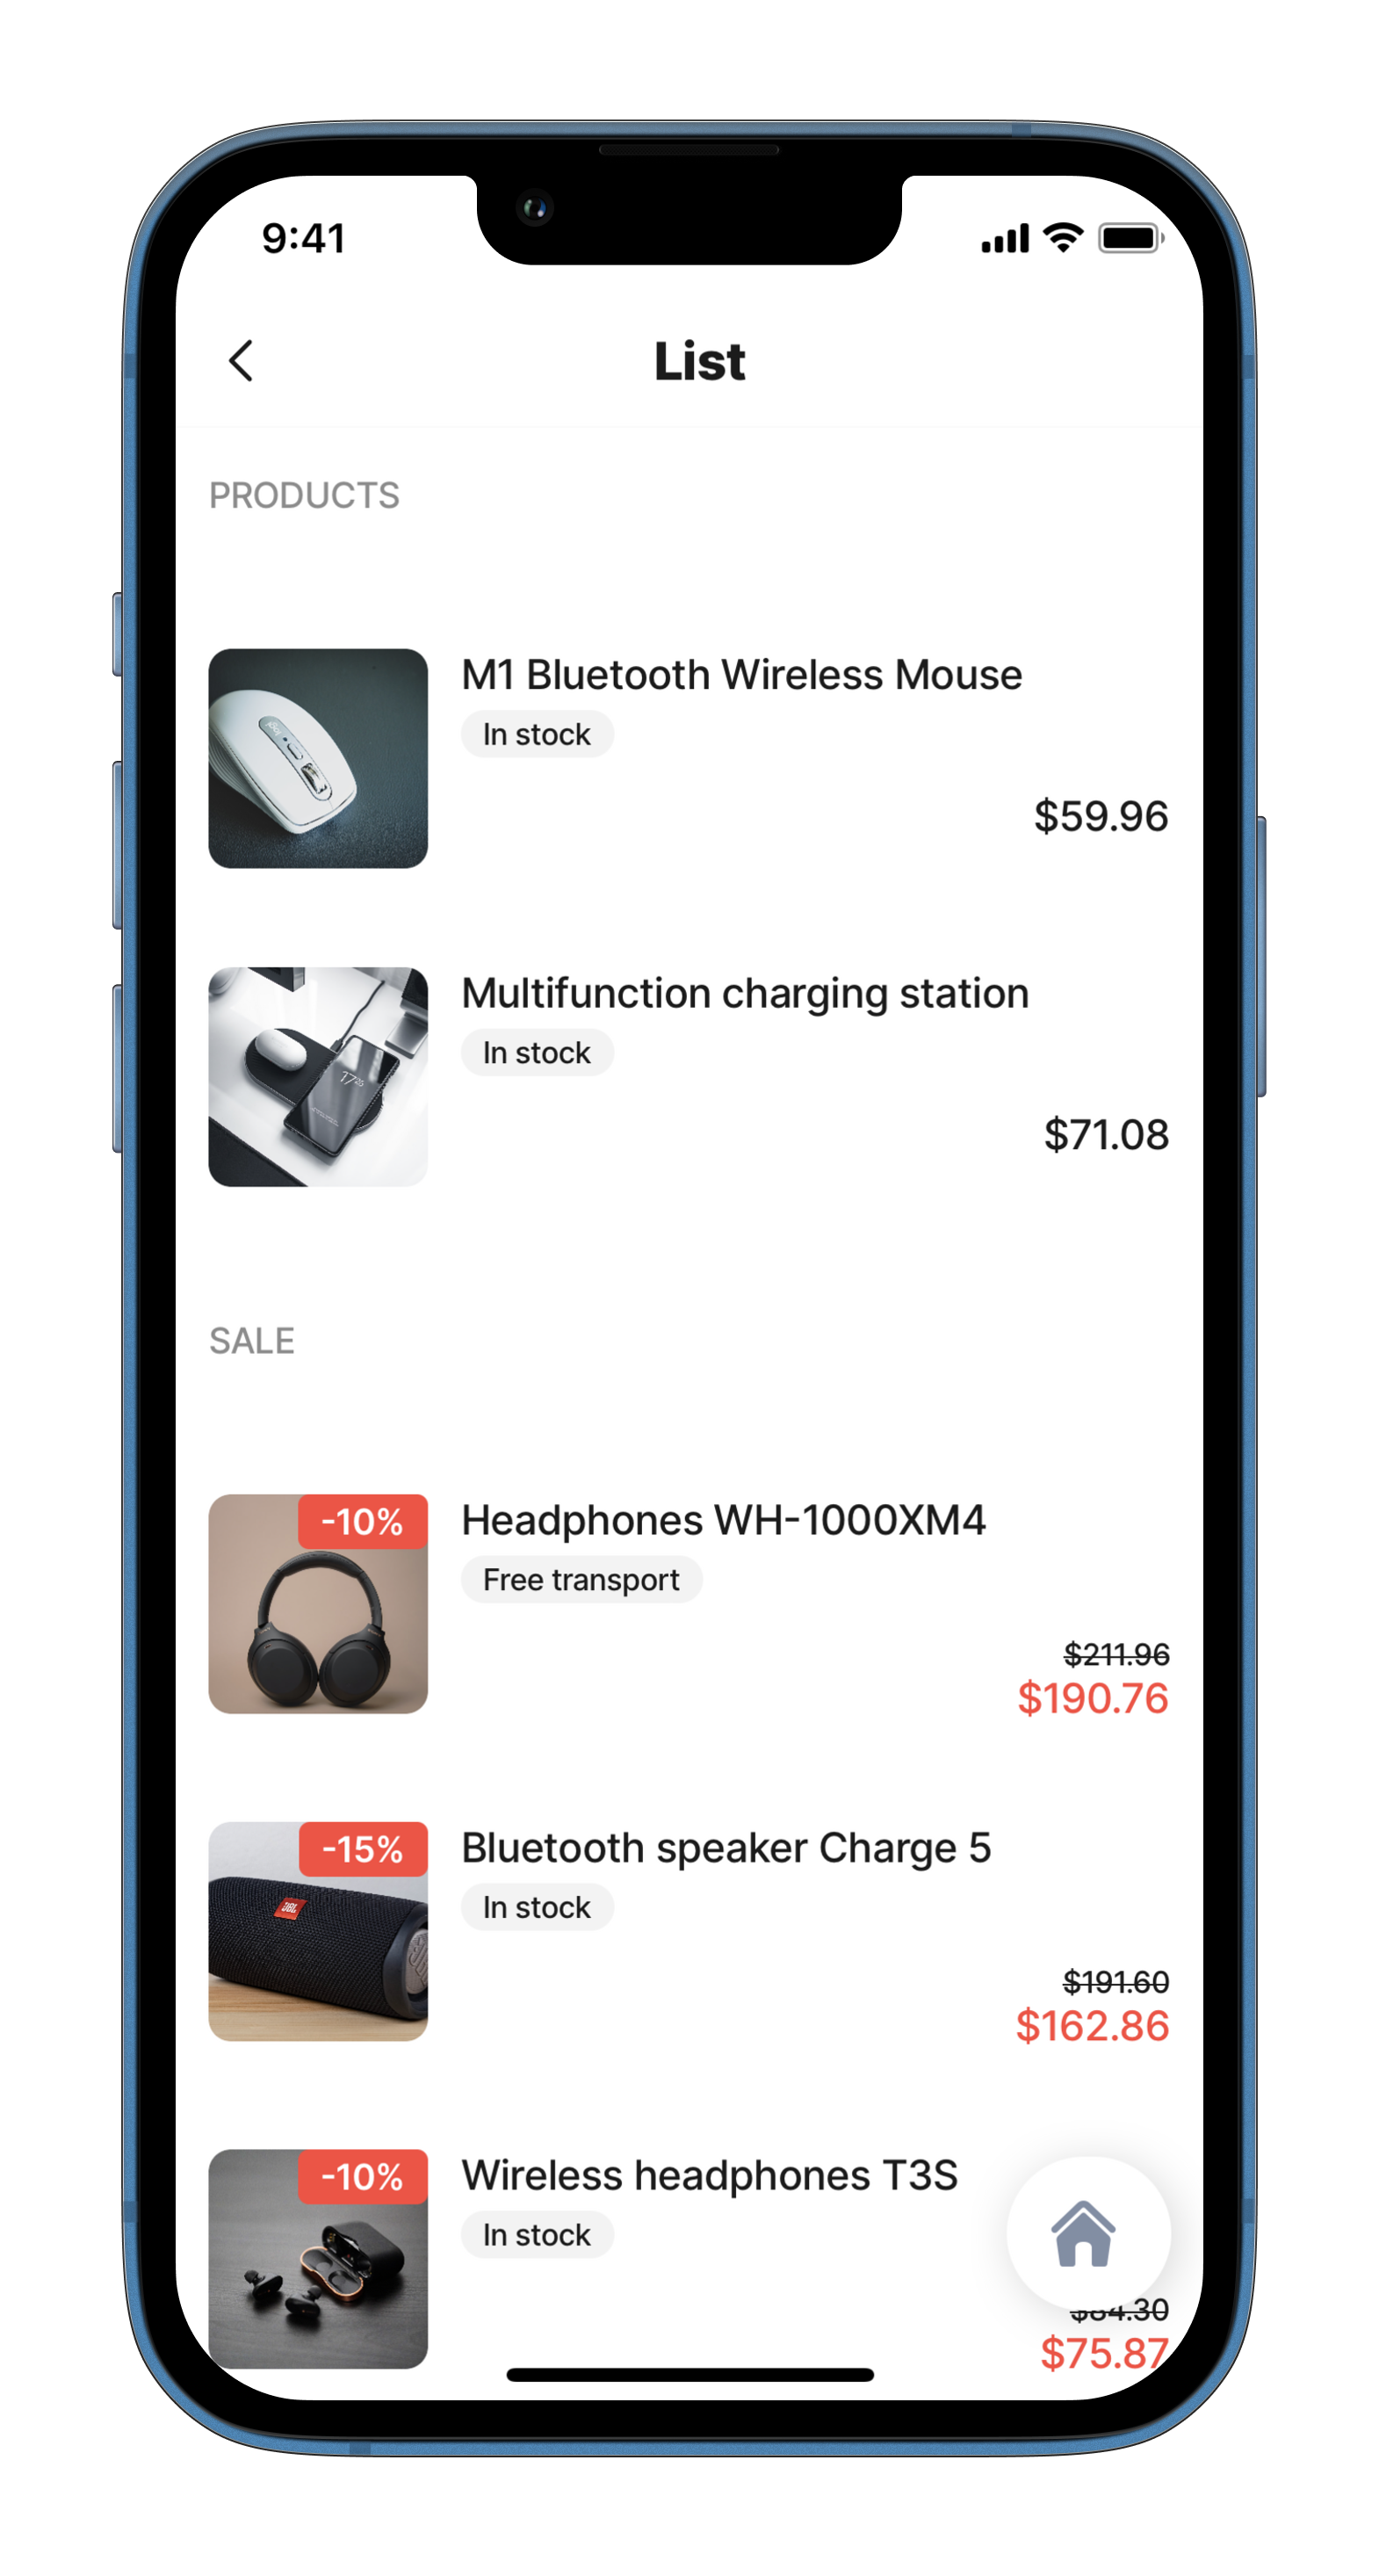 9:41
List
PRODUCTS
M1 Bluetooth Wireless Mouse
In stock
$59.96
Multifunction charging station
In stock
$71.08
SALE
-10%
Headphones WH-1000XM4
Free transport
$211.96
$190.76
-15%
JBL
Bluetooth speaker Charge 5
In stock
$191.60
$162.86
-10%
Wireless headphones T3S
In stock
$84.30
$75.87